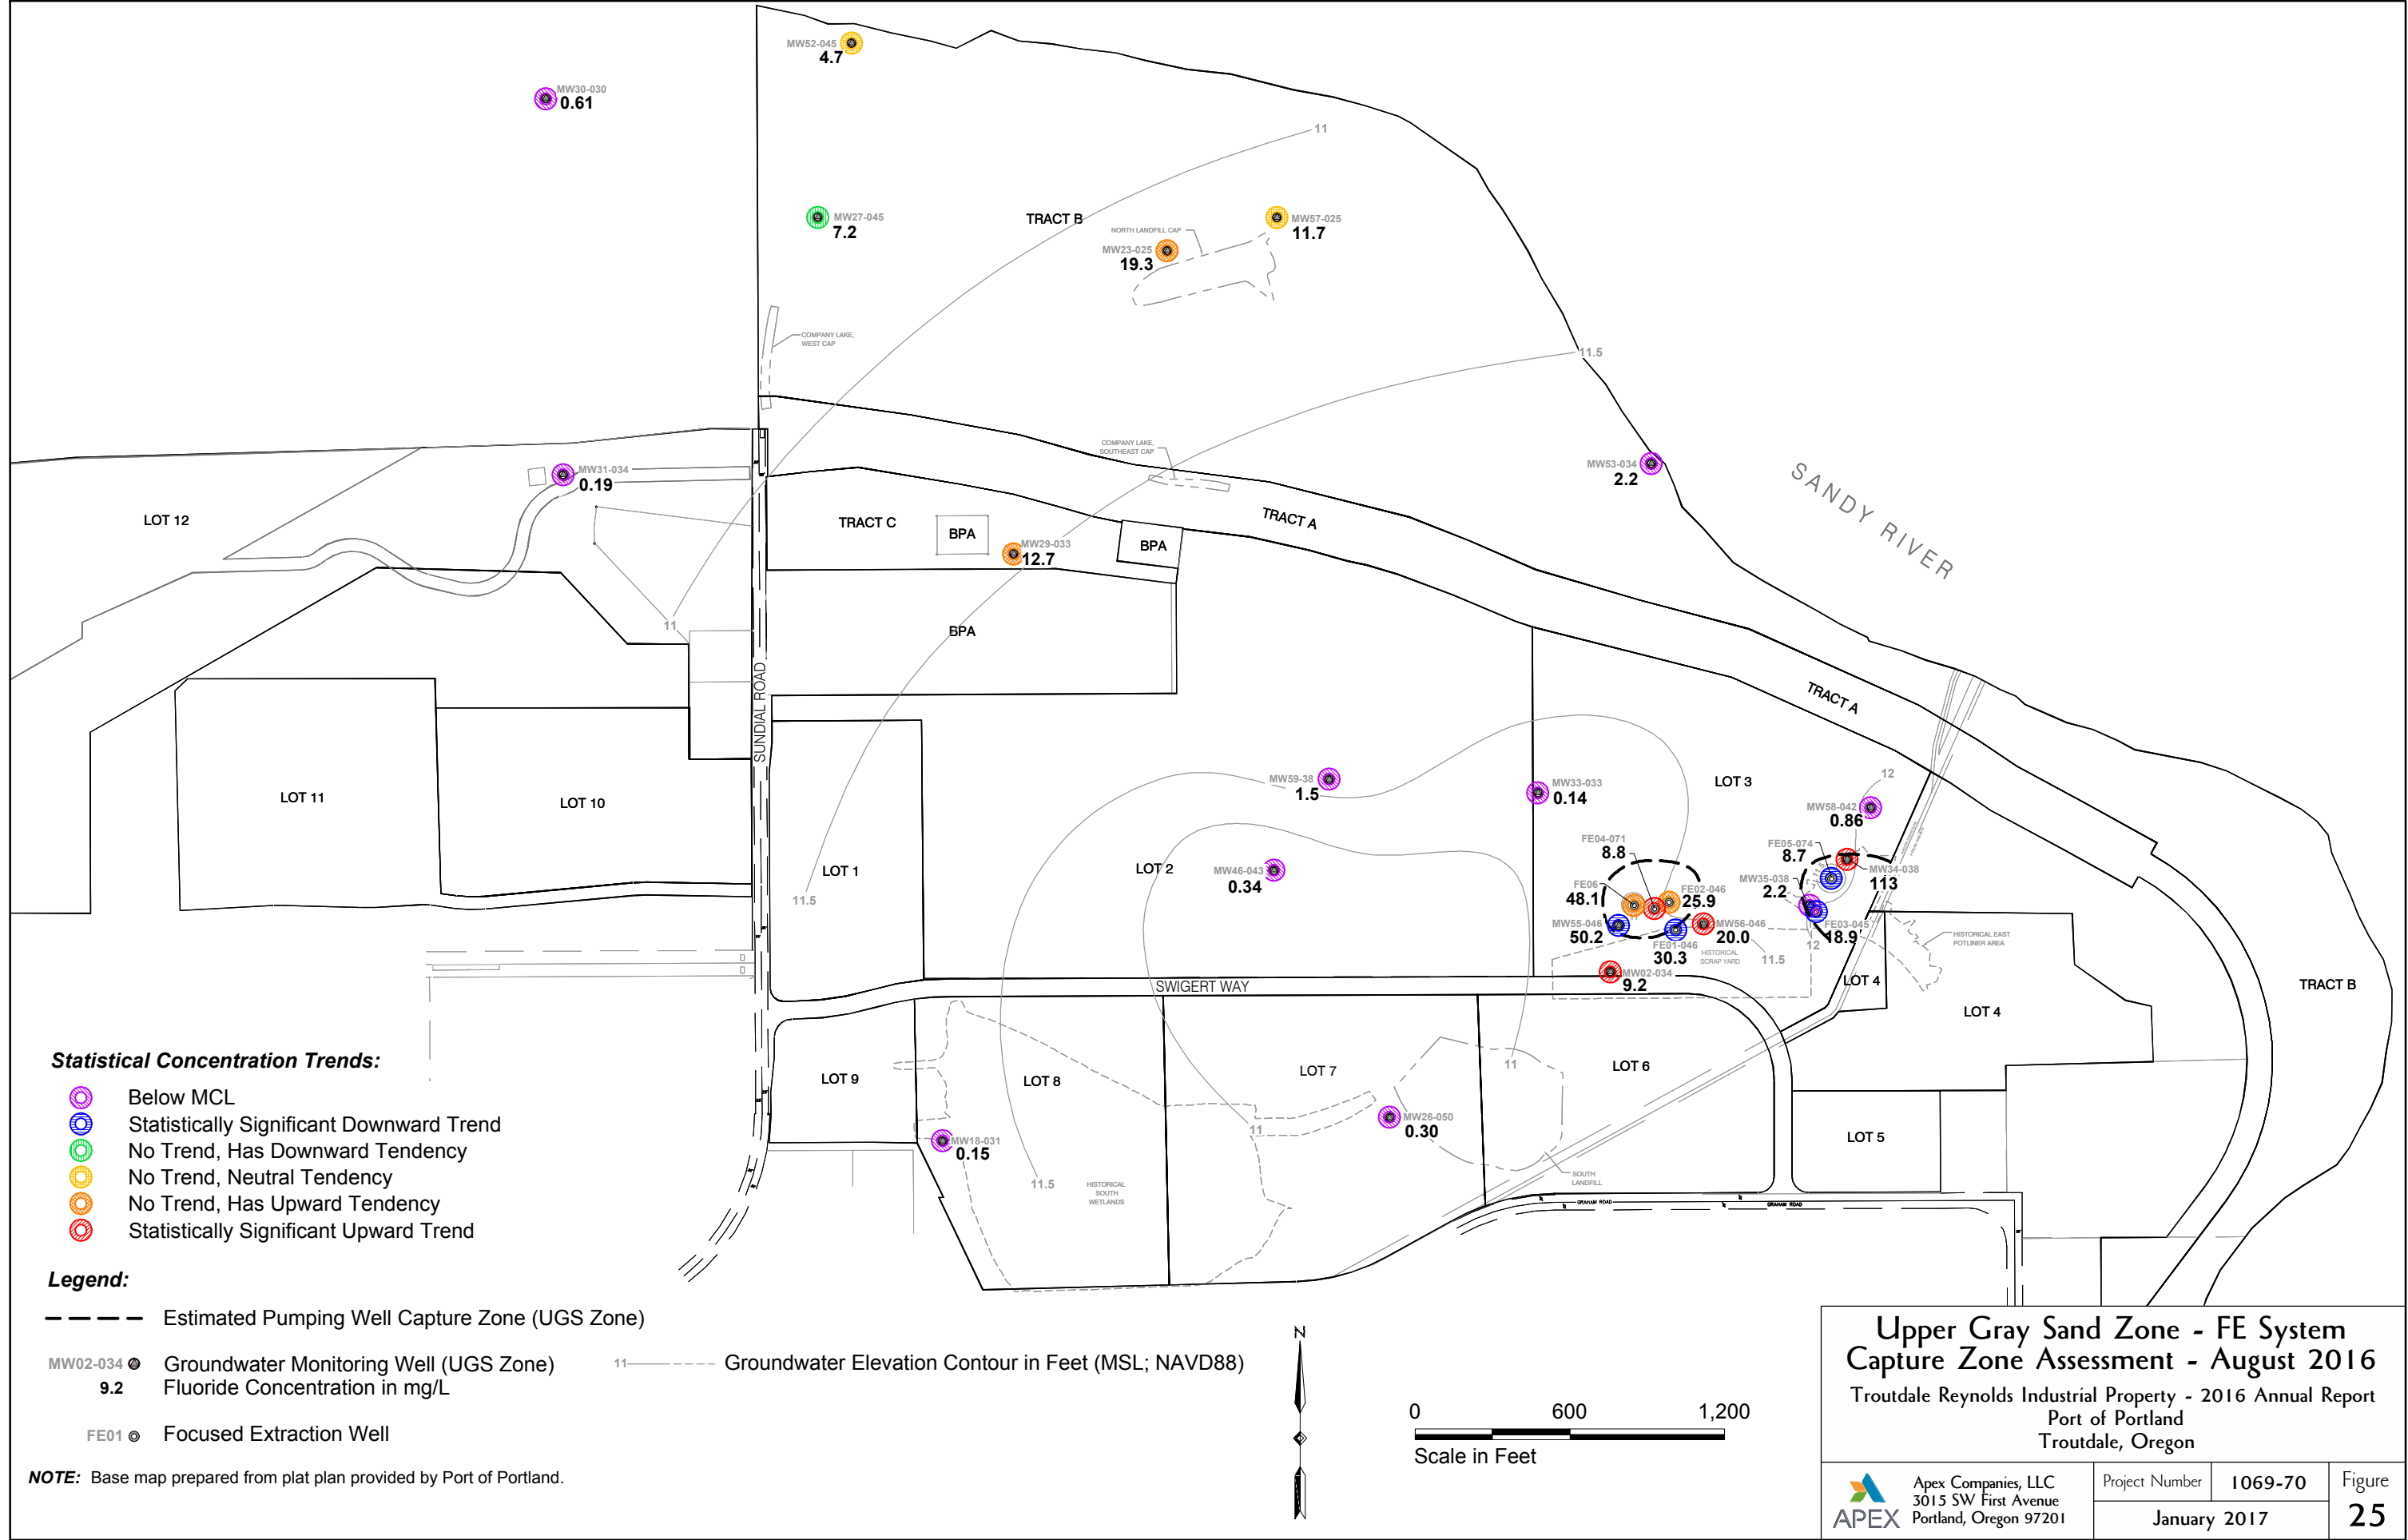 MW52-045
4.7
MW30-030
0.61
11
MW27-045
7.2
TRACT B
NORTH LANDFILL CAP
MW57-025
11.7
MW23-025
19.3
COMPANY LAKE,
WEST CAP
11.5
COMPANY LAKE,
SOUTHEAST CAP
MW53-034
2.2
SANDY RIVER
MW31-034
0.19
LOT 12
TRACT C
BPA
TRACT A
BPA
MW29-033
12.7
11
BPA
SUNDIAL ROAD
TRACT A
LOT 11
LOT 10
MW59-38
1.5
MW33-033
0.14
LOT 3
12
MW58-042
0.86
LOT 1
LOT 2
MW46-043
0.34
11.5
FE04-071
8.8
FE05-074
8.7
MW34-038
113
MW35-038
2.2
FE06
48.1
FE02-046
25.9
MW55-046
50.2
MW56-046
20.0
FE01-046
30.3
FE03-045
18.9
12
HISTORICAL
SCRAP YARD
11.5
HISTORICAL EAST
POTLINER AREA
MW02-034
9.2
SWIGERT WAY
LOT 4
LOT 4
TRACT B
LOT 9
LOT 8
LOT 7
11
LOT 6
MW26-050
0.30
11
LOT 5
MW18-031
0.15
11.5
HISTORICAL
SOUTH
WETLANDS
SOUTH
LANDFILL
GRAHAM ROAD
GRAHAM ROAD
Statistical Concentration Trends:
Below MCL
Statistically Significant Downward Trend
No Trend, Has Downward Tendency
No Trend, Neutral Tendency
No Trend, Has Upward Tendency
Statistically Significant Upward Trend
Legend:
Estimated Pumping Well Capture Zone (UGS Zone)
MW02-034 Groundwater Monitoring Well (UGS Zone)
9.2 Fluoride Concentration in mg/L
11 Groundwater Elevation Contour in Feet (MSL; NAVD88)
FE01 Focused Extraction Well
NOTE: Base map prepared from plat plan provided by Port of Portland.
N
0 600 1,200
Scale in Feet
Upper Gray Sand Zone - FE System
Capture Zone Assessment - August 2016
Troutdale Reynolds Industrial Property - 2016 Annual Report
Port of Portland
Troutdale, Oregon
APEX
Apex Companies, LLC
3015 SW First Avenue
Portland, Oregon 97201
Project Number 1069-70
January 2017
Figure
25